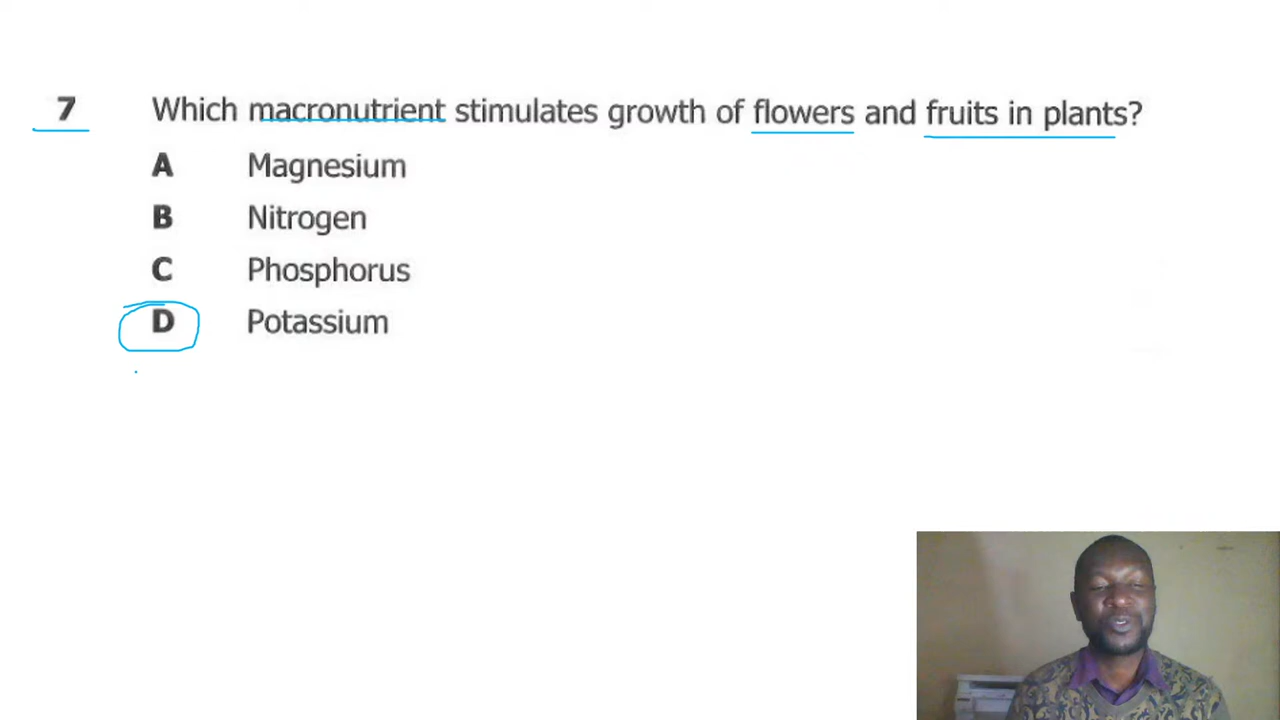 7 Which macronutrient stimulates growth of flowers and fruits in plants?
A Magnesium
B Nitrogen
C Phosphorus
D Potassium